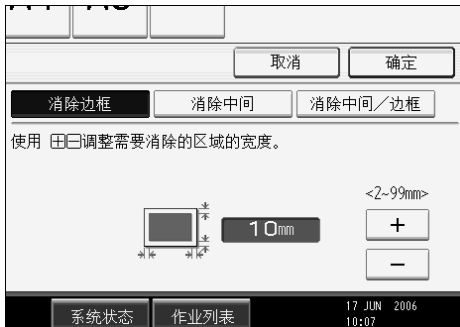 取消 确定
消除边框 消除中间 消除中间／边框
使用 ⊞⊟调整需要消除的区域的宽度。
<2~99mm>
10mm
+
−
系统状态 作业列表 17 JUN 2006
10:07